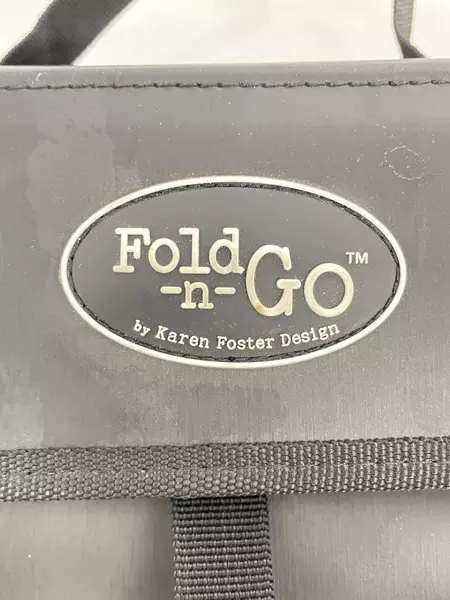 Fold
-n-GO™
by Karen Foster Design